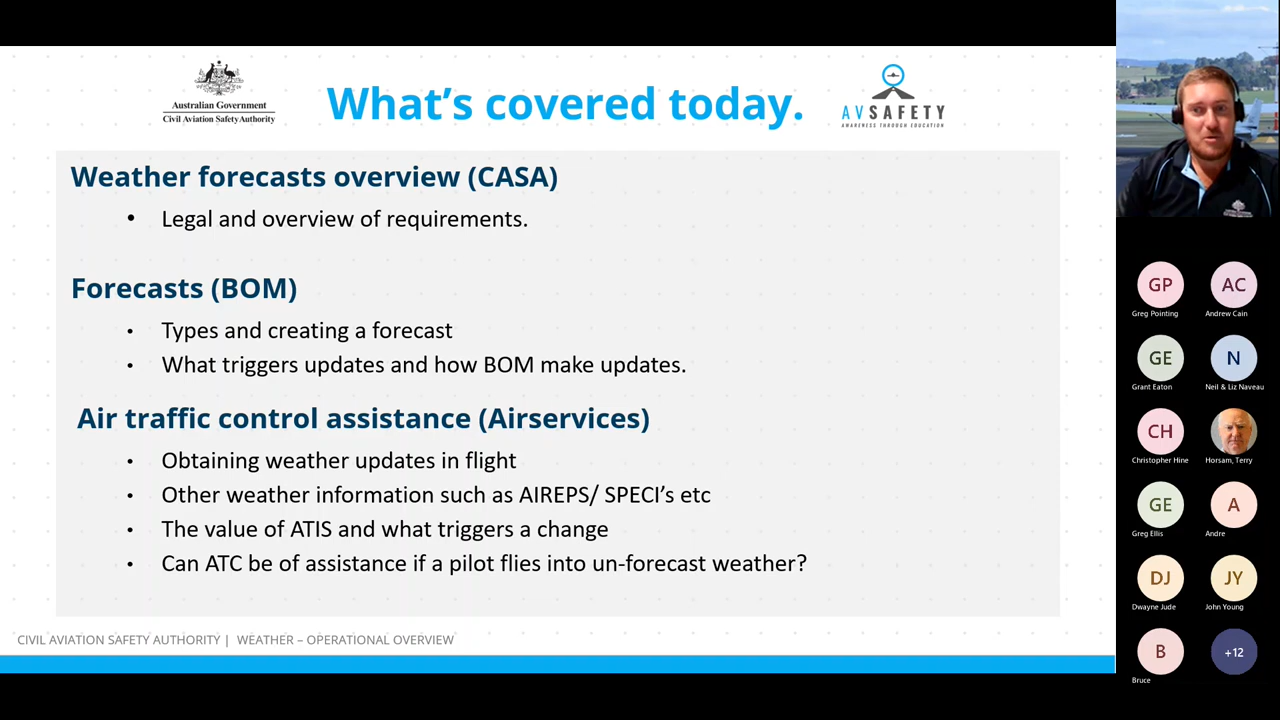 Australian Government
Civil Aviation Safety Authority
What's covered today.
AVSAFETY
AWARENESS THROUGH EDUCATION
Weather forecasts overview (CASA)
• Legal and overview of requirements.
Forecasts (BOM)
• Types and creating a forecast
• What triggers updates and how BOM make updates.
Air traffic control assistance (Airservices)
• Obtaining weather updates in flight
• Other weather information such as AIREPS/ SPECI's etc
• The value of ATIS and what triggers a change
• Can ATC be of assistance if a pilot flies into un-forecast weather?
CIVIL AVIATION SAFETY AUTHORITY | WEATHER – OPERATIONAL OVERVIEW
GP
AC
Greg Pointing
Andrew Cain
GE
N
Grant Eaton
Neil & Liz Naveau
CH
Christopher Hine
Horsam, Terry
GE
A
Greg Ellis
Andre
DJ
JY
Dwayne Jude
John Young
B
+12
Bruce